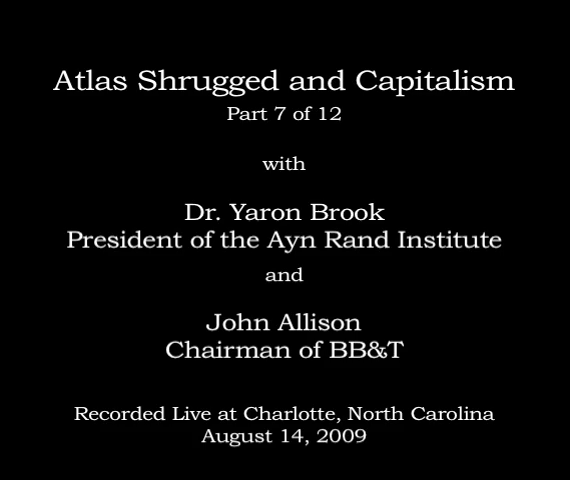 Atlas Shrugged and Capitalism
Part 7 of 12
with
Dr. Yaron Brook
President of the Ayn Rand Institute
and
John Allison
Chairman of BB&T
Recorded Live at Charlotte, North Carolina
August 14, 2009